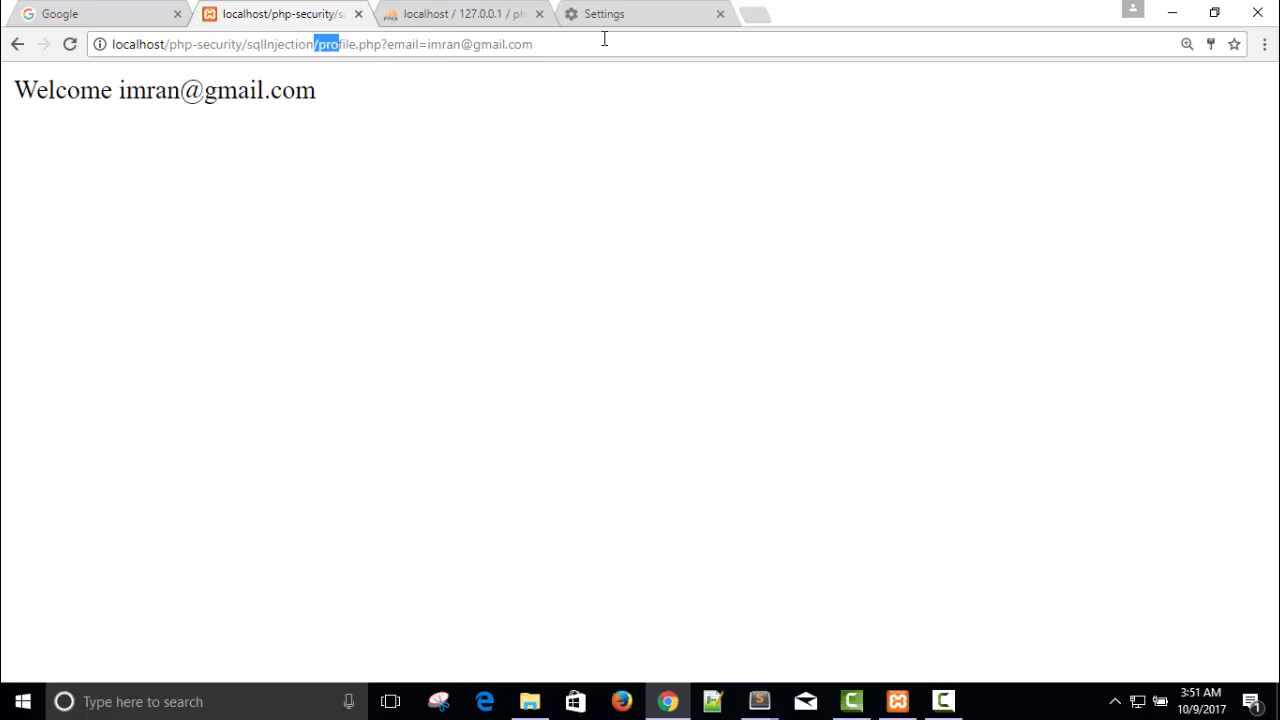 Google
localhost/php-security/s
localhost / 127.0.0.1 / ph
Settings
localhost/php-security/sqlInjection/profile.php?email=imran@gmail.com
Welcome imran@gmail.com
Type here to search
3:51 AM
10/9/2017